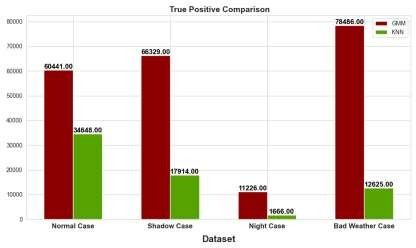 True Positive Comparison
80000
70000
60000
50000
40000
30000
20000
10000
0
60441.00
34648.00
66329.00
17914.00
11226.00
1666.00
78486.00
12625.00
GMM
KNN
Normal Case
Shadow Case
Night Case
Bad Weather Case
Dataset